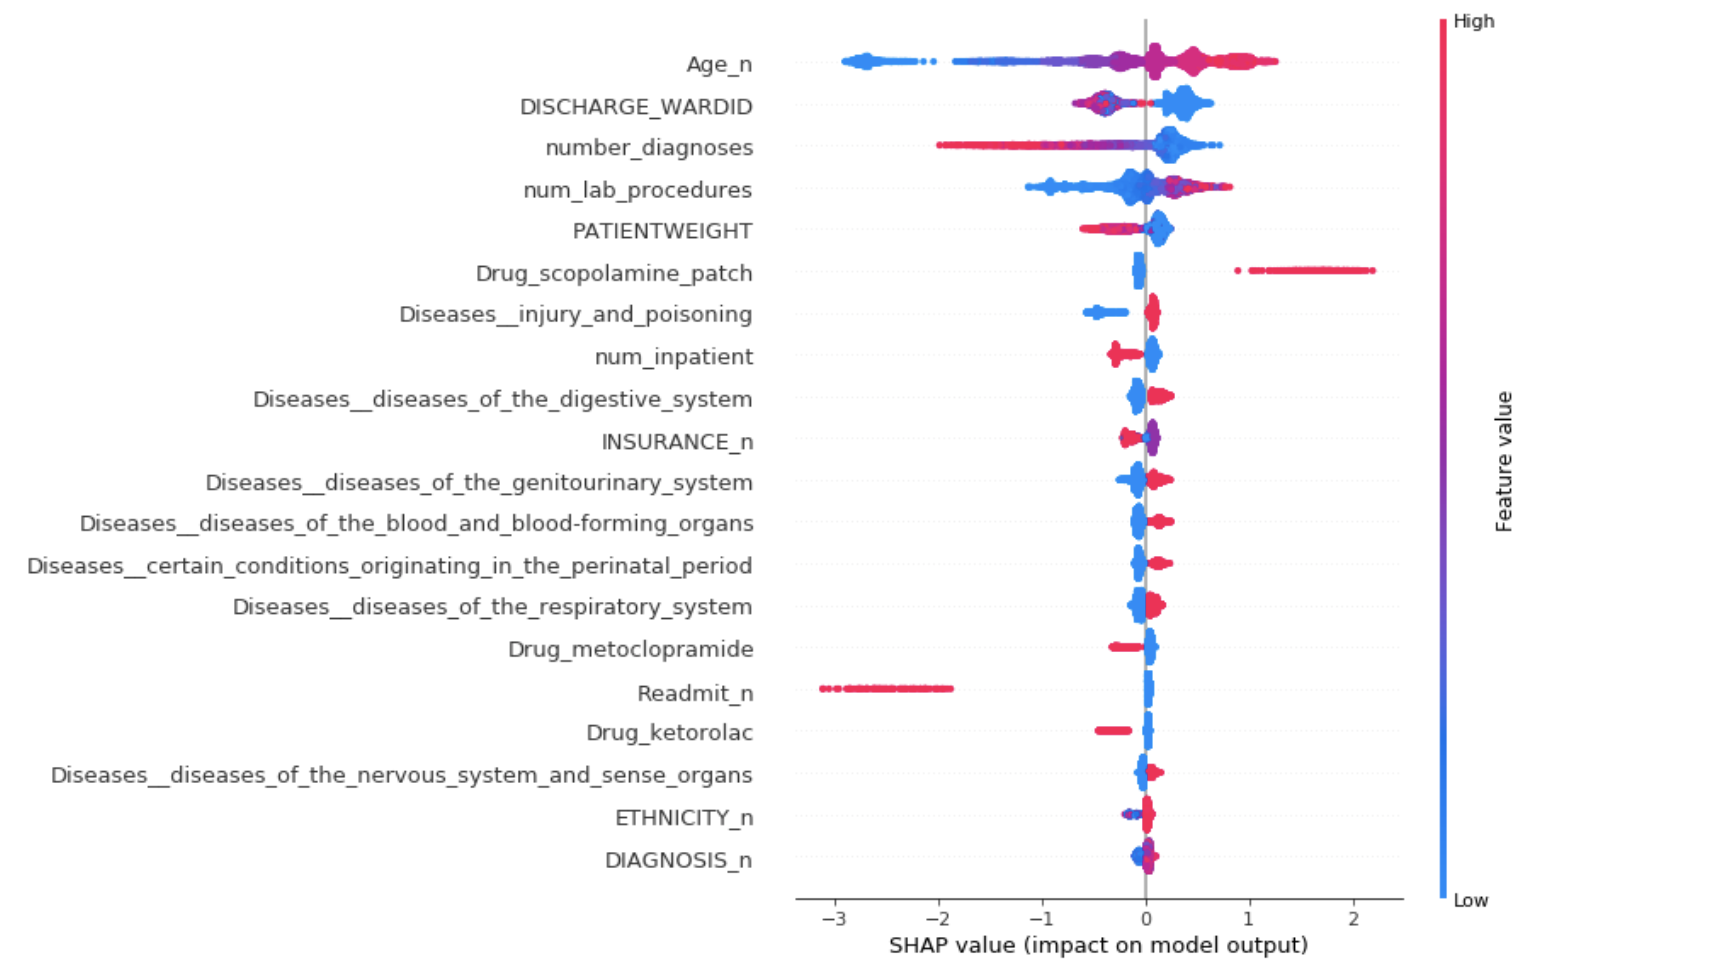 High
Age_n
DISCHARGE_WARDID
number_diagnoses
num_lab_procedures
PATIENTWEIGHT
Drug_scopolamine_patch
Diseases__injury_and_poisoning
num_inpatient
Diseases__diseases_of_the_digestive_system
INSURANCE_n
Diseases__diseases_of_the_genitourinary_system
Diseases__diseases_of_the_blood_and_blood-forming_organs
Diseases__certain_conditions_originating_in_the_perinatal_period
Diseases__diseases_of_the_respiratory_system
Drug_metoclopramide
Readmit_n
Drug_ketorolac
Diseases__diseases_of_the_nervous_system_and_sense_organs
ETHNICITY_n
DIAGNOSIS_n
Feature value
Low
−3 −2 −1 0 1 2
SHAP value (impact on model output)